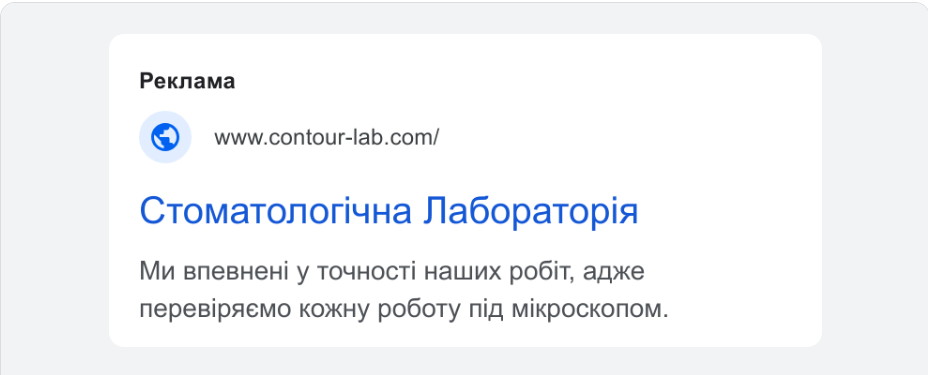 Реклама
www.contour-lab.com/
Стоматологічна Лабораторія
Ми впевнені у точності наших робіт, адже
перевіряємо кожну роботу під мікроскопом.